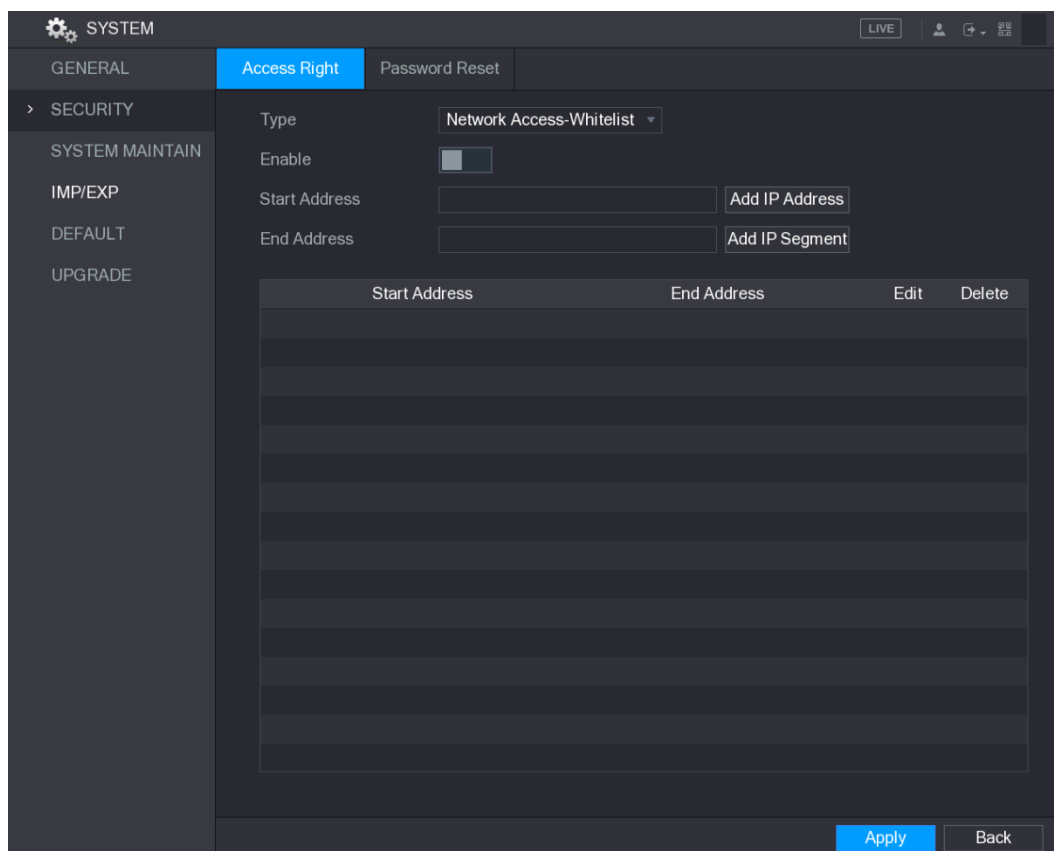 SYSTEM
LIVE
GENERAL
SECURITY
SYSTEM MAINTAIN
IMP/EXP
DEFAULT
UPGRADE
Access Right Password Reset
Type Network Access-Whitelist
Enable
Start Address Add IP Address
End Address Add IP Segment
Start Address End Address Edit Delete
Apply Back